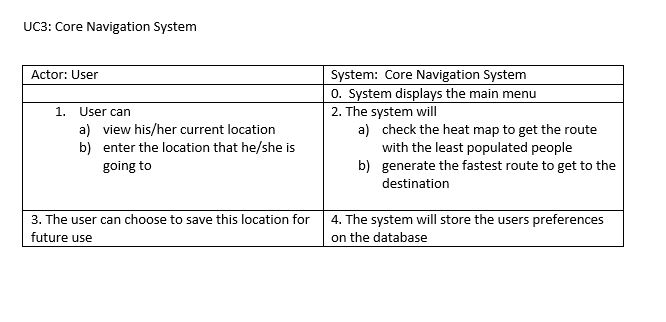 UC3: Core Navigation System
Actor: User
System:  Core Navigation System
0.  System displays the main menu
1.  User can
a)  view his/her current location
b)  enter the location that he/she is
going to
2. The system will
a)  check the heat map to get the route
with the least populated people
b)  generate the fastest route to get to the
destination
3. The user can choose to save this location for
future use
4. The system will store the users preferences
on the database